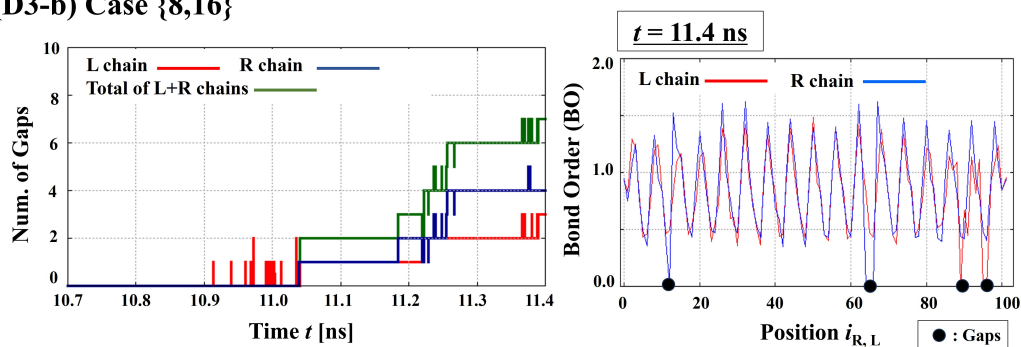 (D3-b) Case {8,16}
t = 11.4 ns
10
8
6
4
2
0
Num. of Gaps
L chain
R chain
Total of L+R chains
10.7
10.8
10.9
11.0
11.1
11.2
11.3
11.4
Time t [ns]
2.0
1.0
0.0
Bond Order (BO)
L chain
R chain
0
20
40
60
80
100
Position iR, L
: Gaps